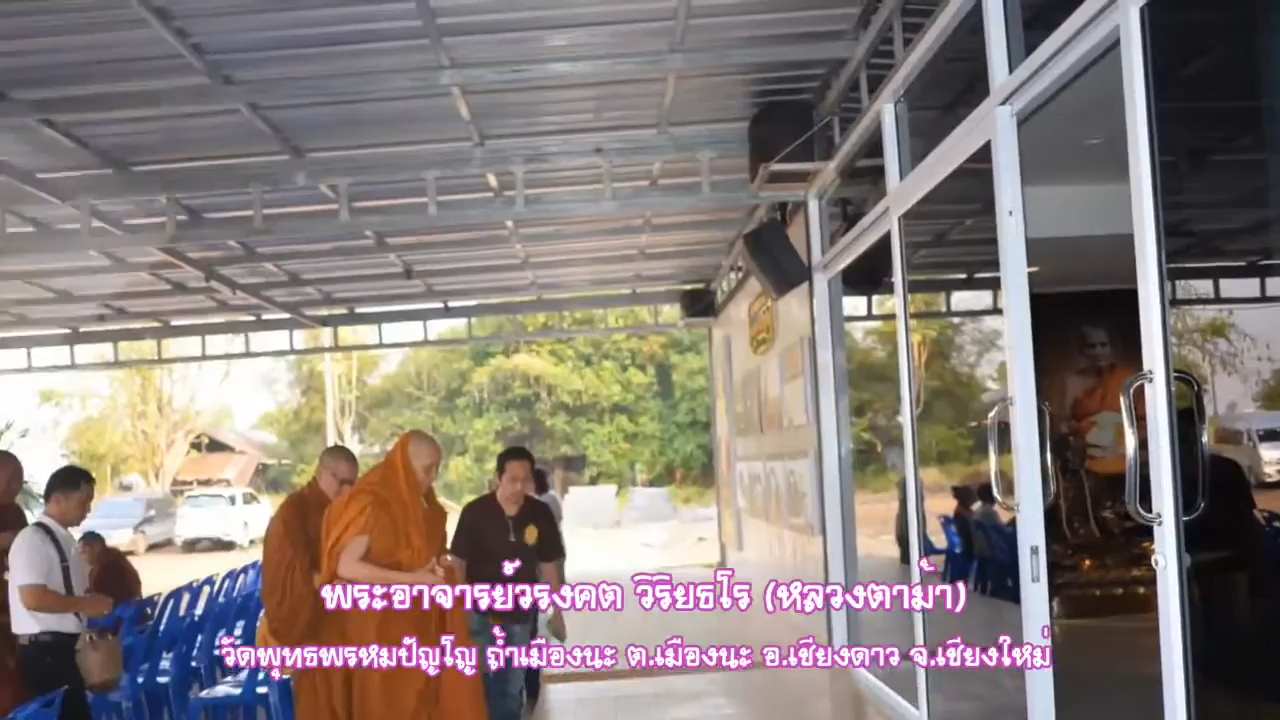 พระอาจารย์วรงคต วิริยธโร (หลวงตาม้า)
วัดพุทธพรหมปัญโญ ถ้ำเมืองนะ ต.เมืองนะ อ.เชียงดาว จ.เชียงใหม่